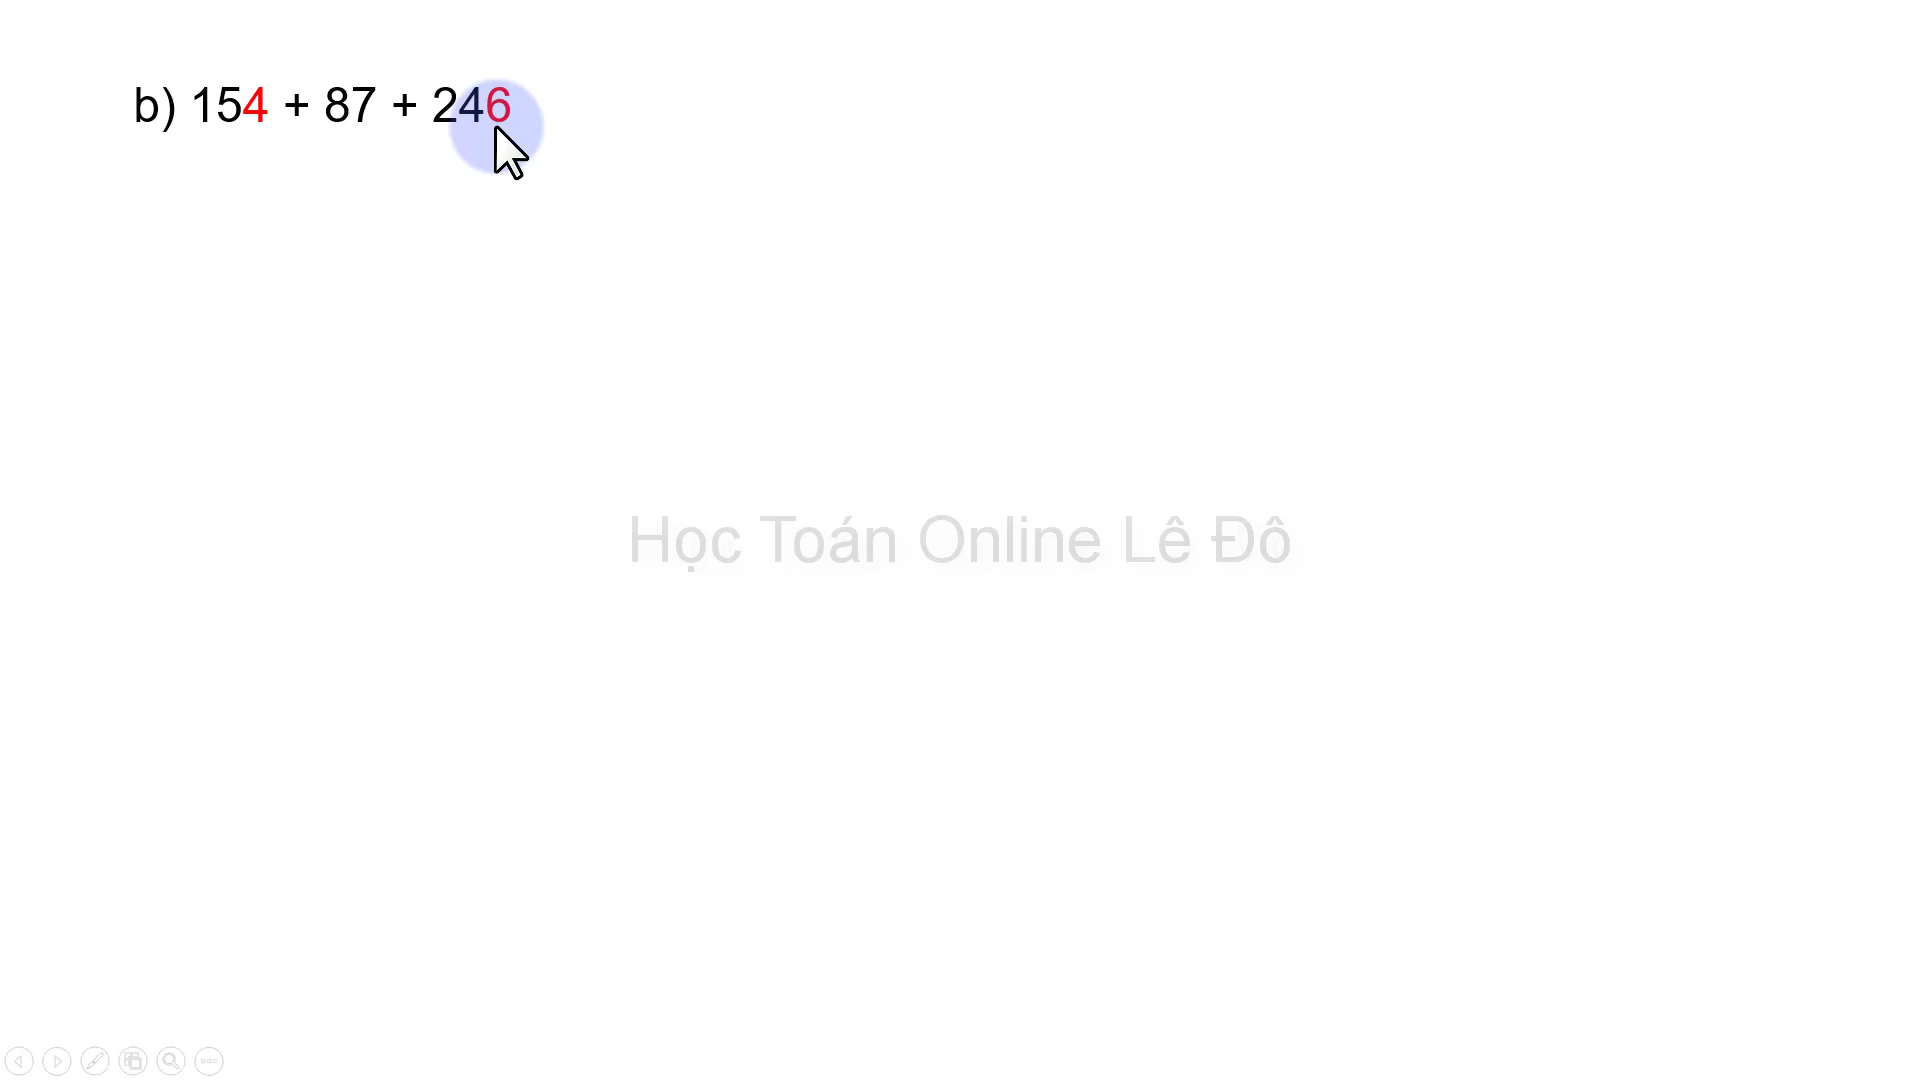 b) 154 + 87 + 246
Học Toán Online Lê Đô